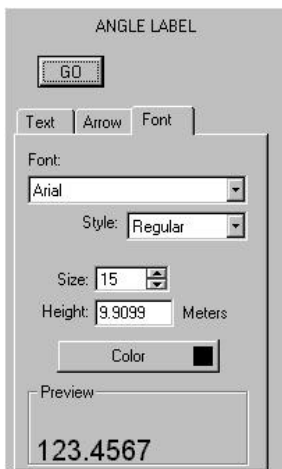 ANGLE LABEL
GO
Text Arrow Font
Font:
Arial
Style: Regular
Size: 15
Height: 9.9099 Meters
Color
Preview
123.4567